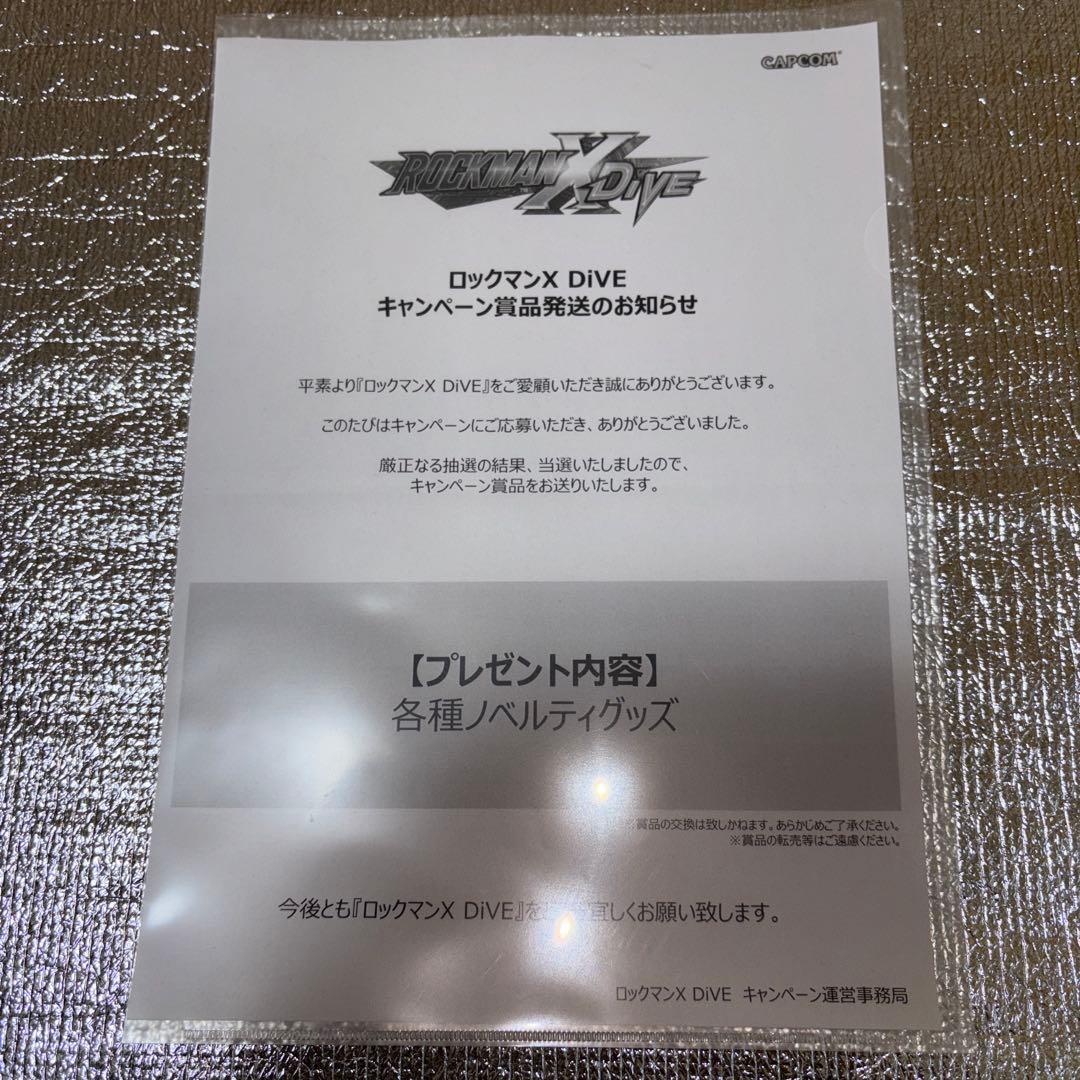 CAPCOM
ROCKMAN X DiVE
ロックマンX DiVE
キャンペーン賞品発送のお知らせ
平素より『ロックマンX DiVE』をご愛顧いただき誠にありがとうございます。
このたびはキャンペーンにご応募いただき、ありがとうございました。
厳正なる抽選の結果、当選いたしましたので、
キャンペーン賞品をお送りいたします。
【プレゼント内容】
各種ノベルティグッズ
※賞品の交換は致しかねます。あらかじめご了承ください。
※賞品の転売等はご遠慮ください。
今後とも『ロックマンX DiVE』を宜しくお願い致します。
ロックマンX DiVE キャンペーン運営事務局